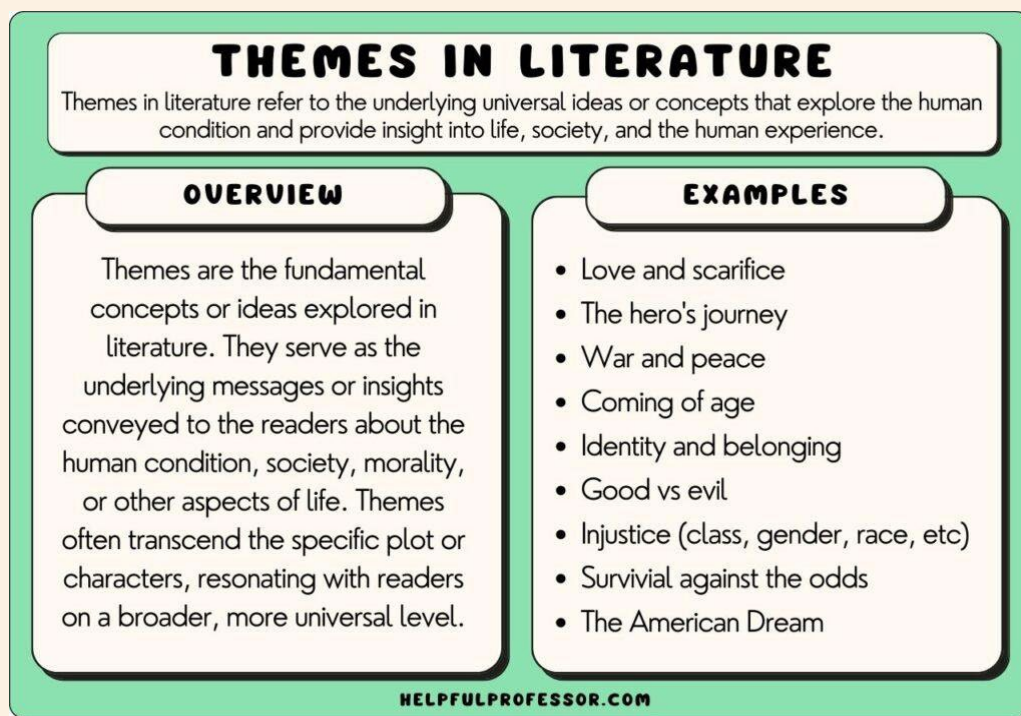 THEMES IN LITERATURE
Themes in literature refer to the underlying universal ideas or concepts that explore the human
condition and provide insight into life, society, and the human experience.
OVERVIEW
Themes are the fundamental
concepts or ideas explored in
literature. They serve as the
underlying messages or insights
conveyed to the readers about the
human condition, society, morality,
or other aspects of life. Themes
often transcend the specific plot or
characters, resonating with readers
on a broader, more universal level.
EXAMPLES
• Love and scarifice
• The hero's journey
• War and peace
• Coming of age
• Identity and belonging
• Good vs evil
• Injustice (class, gender, race, etc)
• Survivial against the odds
• The American Dream
HELPFULPROFESSOR.COM